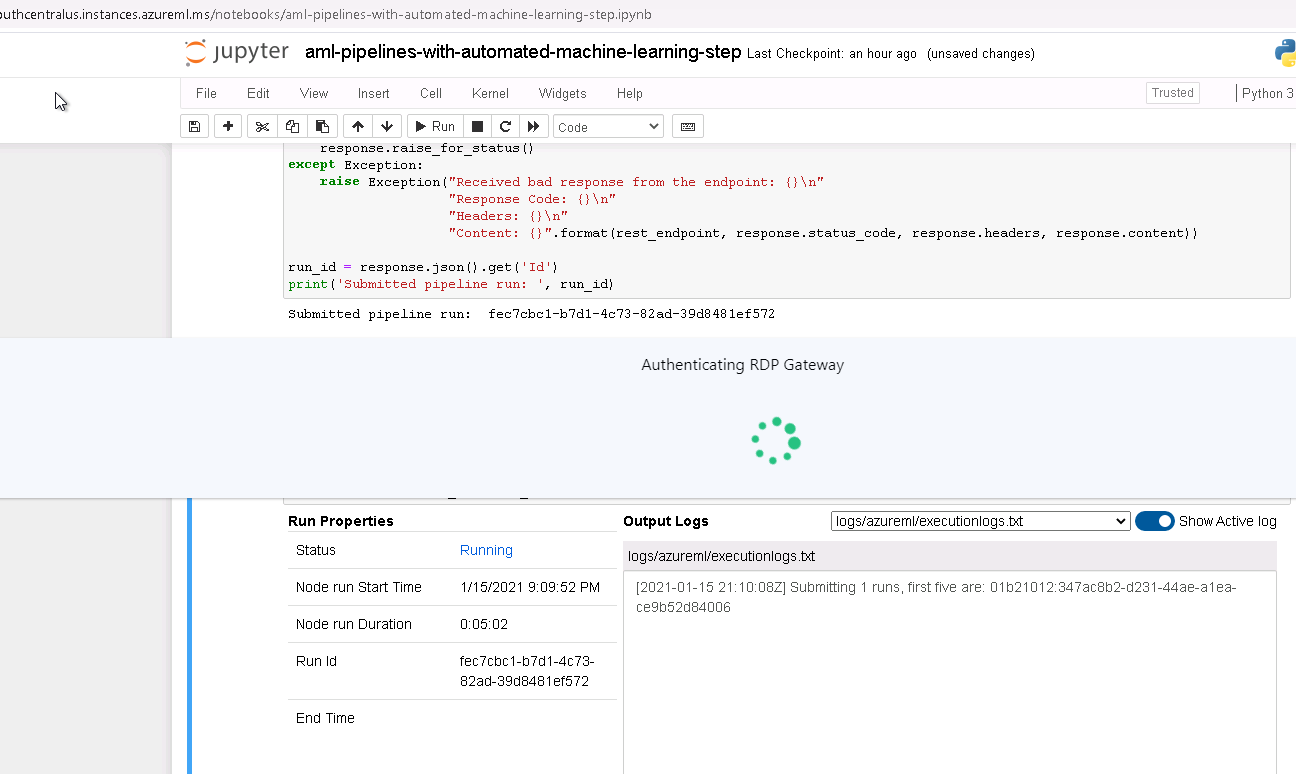 outhcentralus.instances.azureml.ms/notebooks/aml-pipelines-with-automated-machine-learning-step.ipynb
jupyter aml-pipelines-with-automated-machine-learning-step Last Checkpoint: an hour ago (unsaved changes)
File Edit View Insert Cell Kernel Widgets Help Trusted Python 3
Run Code
response.raise_for_status()
except Exception:
raise Exception("Received bad response from the endpoint: {}\n"
"Response Code: {}\n"
"Headers: {}\n"
"Content: {}".format(rest_endpoint, response.status_code, response.headers, response.content))
run_id = response.json().get('Id')
print('Submitted pipeline run: ', run_id)
Submitted pipeline run:  fec7cbc1-b7d1-4c73-82ad-39d8481ef572
Authenticating RDP Gateway
Run Properties
Status Running
Node run Start Time 1/15/2021 9:09:52 PM
Node run Duration 0:05:02
Run Id fec7cbc1-b7d1-4c73-
82ad-39d8481ef572
End Time
Output Logs logs/azureml/executionlogs.txt Show Active log
logs/azureml/executionlogs.txt
[2021-01-15 21:10:08Z] Submitting 1 runs, first five are: 01b21012:347ac8b2-d231-44ae-a1ea-
ce9b52d84006